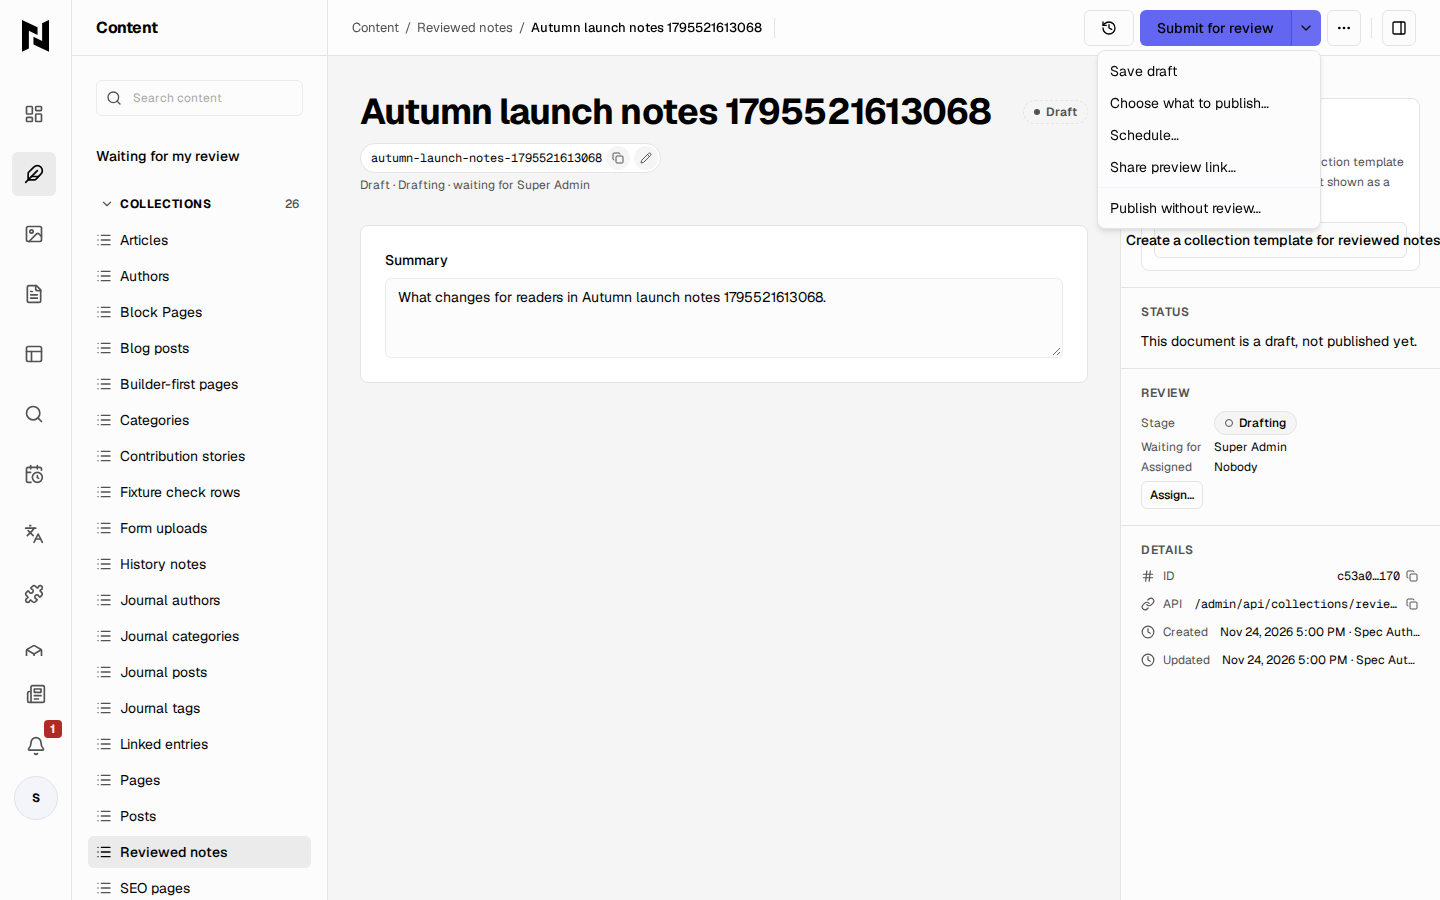 Content
Search content
Waiting for my review
COLLECTIONS 26
Articles
Authors
Block Pages
Blog posts
Builder-first pages
Categories
Contribution stories
Fixture check rows
Form uploads
History notes
Journal authors
Journal categories
Journal posts
Journal tags
Linked entries
Pages
Posts
Reviewed notes
SEO pages
1
S
Content / Reviewed notes / Autumn launch notes 1795521613068
Submit for review
Save draft
Choose what to publish…
Schedule…
Share preview link…
Publish without review…
Autumn launch notes 1795521613068
Draft
autumn-launch-notes-1795521613068
Draft · Drafting · waiting for Super Admin
Summary
What changes for readers in Autumn launch notes 1795521613068.
ction template
t shown as a
Create a collection template for reviewed notes
STATUS
This document is a draft, not published yet.
REVIEW
Stage Drafting
Waiting for Super Admin
Assigned Nobody
Assign…
DETAILS
ID c53a0…170
API /admin/api/collections/revie…
Created Nov 24, 2026 5:00 PM · Spec Auth…
Updated Nov 24, 2026 5:00 PM · Spec Aut…